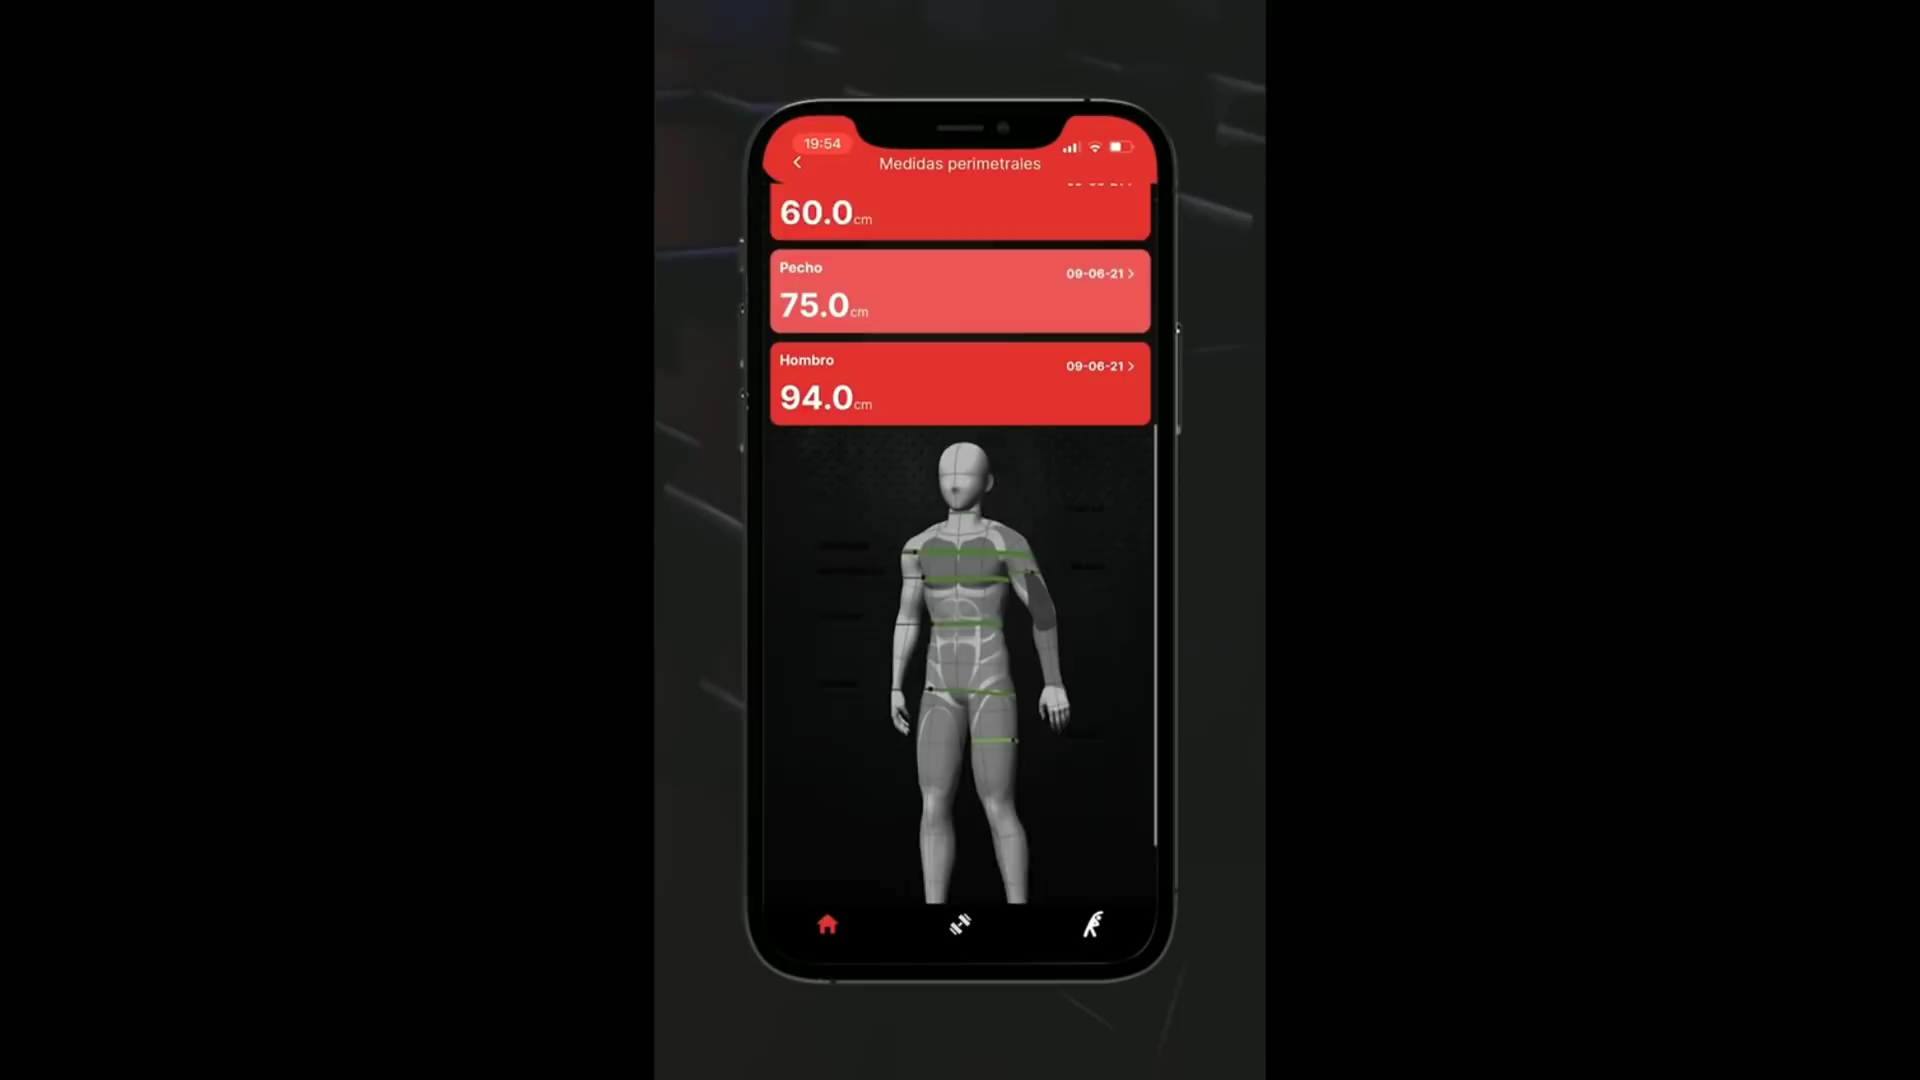 19:54
Medidas perimetrales
60.0cm
Pecho
09-06-21
75.0cm
Hombro
09-06-21
94.0cm